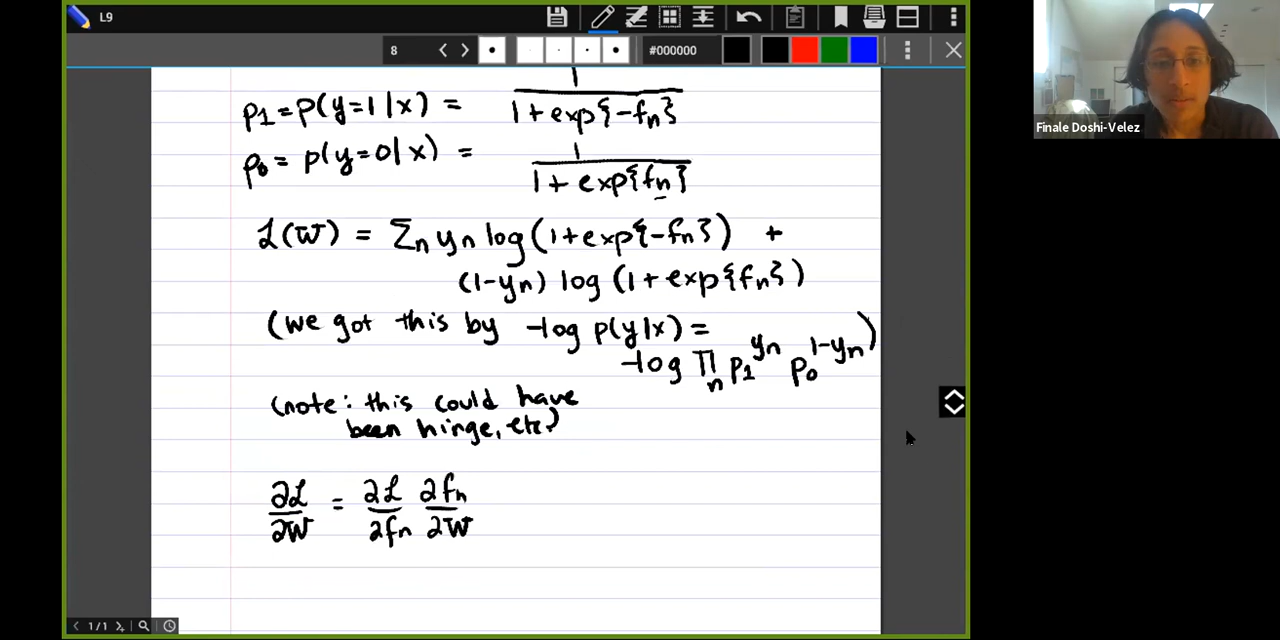 L9
8
#000000
1
p1 = p(y=1|x) = 1+exp{-fn}
1
p0 = p(y=0|x) = 1+exp{fn}
L(W) = Σn yn log(1+exp{-fn}) +
(1-yn) log(1+exp{fn})
(we got this by -log p(y|x) =
-log Πn p1^yn p0^1-yn)
(note: this could have
been hinge, etc)
∂L/∂W = ∂L/∂fn ∂fn/∂W
1/1
Finale Doshi-Velez